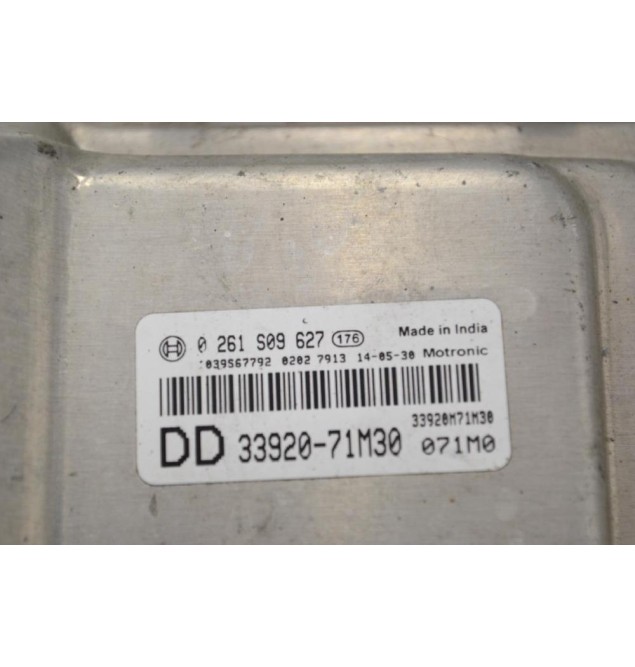 0 261 S09 627 176 Made in India
1039S67792 0202 7913 14-05-30 Motronic
33920M71M30
DD 33920-71M30 071M0